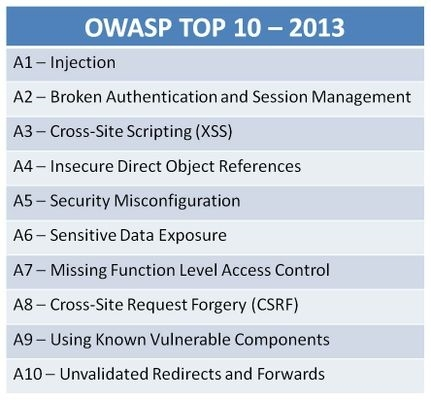 OWASP TOP 10 – 2013
A1 – Injection
A2 – Broken Authentication and Session Management
A3 – Cross-Site Scripting (XSS)
A4 – Insecure Direct Object References
A5 – Security Misconfiguration
A6 – Sensitive Data Exposure
A7 – Missing Function Level Access Control
A8 – Cross-Site Request Forgery (CSRF)
A9 – Using Known Vulnerable Components
A10 – Unvalidated Redirects and Forwards